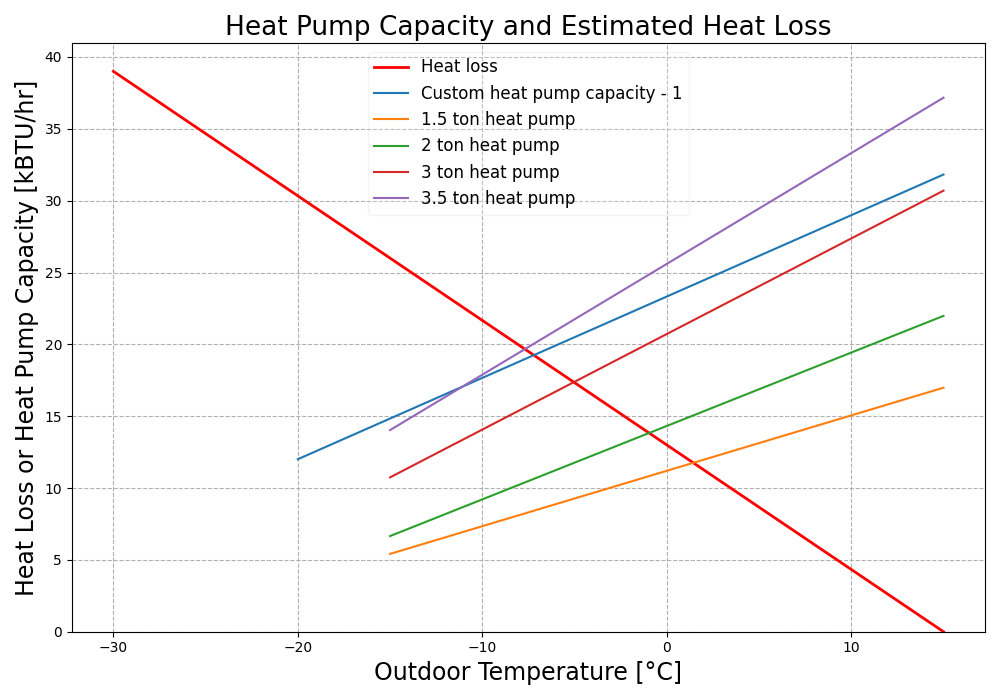 Heat Pump Capacity and Estimated Heat Loss
Heat Loss or Heat Pump Capacity [kBTU/hr]
40
35
30
25
20
15
10
5
0
Heat loss
Custom heat pump capacity - 1
1.5 ton heat pump
2 ton heat pump
3 ton heat pump
3.5 ton heat pump
−30
−20
−10
0
10
Outdoor Temperature [°C]